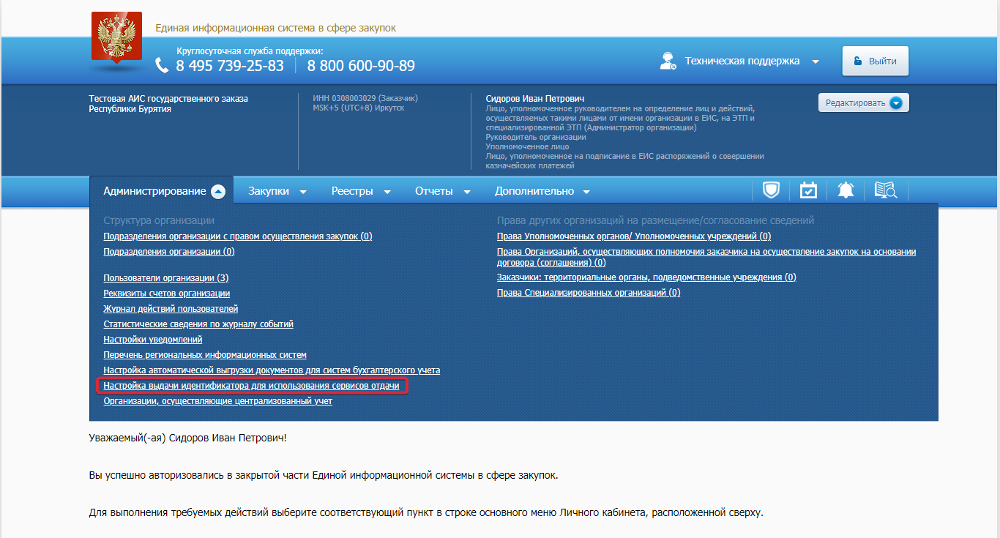 Единая информационная система в сфере закупок
Круглосуточная служба поддержки:
8 495 739-25-83 8 800 600-90-89
Техническая поддержка
Выйти
Тестовая АИС государственного заказа
Республики Бурятия
ИНН 0308003029 (Заказчик)
MSK+5 (UTC+8) Иркутск
Сидоров Иван Петрович
Лицо, уполномоченное руководителем на определение лиц и действий,
осуществляемых такими лицами от имени организации в ЕИС, на ЭТП и
специализированной ЭТП (Администратор организации)
Руководитель организации
Уполномоченное лицо
Лицо, уполномоченное на подписание в ЕИС распоряжений о совершении
казначейских платежей
Редактировать
Администрирование Закупки Реестры Отчеты Дополнительно
Структура организации
Подразделения организации с правом осуществления закупок (0)
Подразделения организации (0)
Пользователи организации (3)
Реквизиты счетов организации
Журнал действий пользователей
Статистические сведения по журналу событий
Настройки уведомлений
Перечень региональных информационных систем
Настройка автоматической выгрузки документов для систем бухгалтерского учета
Настройка выдачи идентификатора для использования сервисов отдачи
Организации, осуществляющие централизованный учет
Права других организаций на размещение/согласование сведений
Права Уполномоченных органов/ Уполномоченных учреждений (0)
Права Организаций, осуществляющих полномочия заказчика на осуществление закупок на основании
договора (соглашения) (0)
Заказчики: территориальные органы, подведомственные учреждения (0)
Права Специализированных организаций (0)
Уважаемый(-ая) Сидоров Иван Петрович!
Вы успешно авторизовались в закрытой части Единой информационной системы в сфере закупок.
Для выполнения требуемых действий выберите соответствующий пункт в строке основного меню Личного кабинета, расположенной сверху.